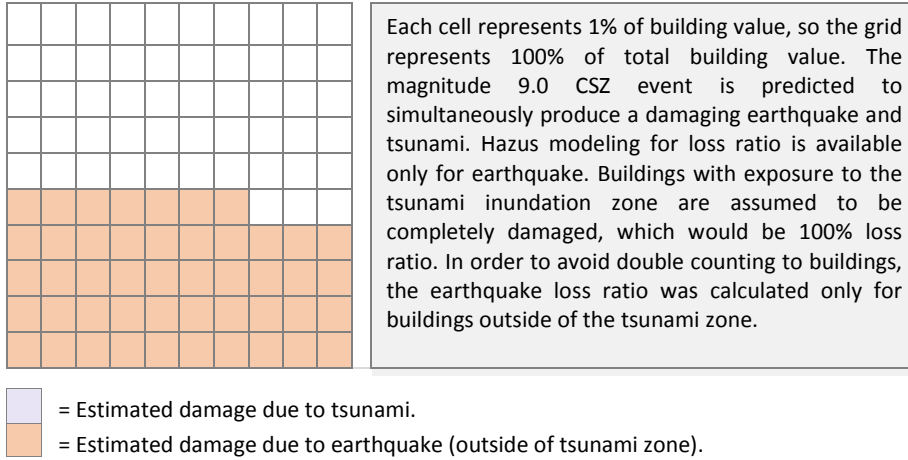 Each cell represents 1% of building value, so the grid
represents 100% of total building value. The
magnitude 9.0 CSZ event is predicted to
simultaneously produce a damaging earthquake and
tsunami. Hazus modeling for loss ratio is available
only for earthquake. Buildings with exposure to the
tsunami inundation zone are assumed to be
completely damaged, which would be 100% loss
ratio. In order to avoid double counting to buildings,
the earthquake loss ratio was calculated only for
buildings outside of the tsunami zone.
= Estimated damage due to tsunami.
= Estimated damage due to earthquake (outside of tsunami zone).